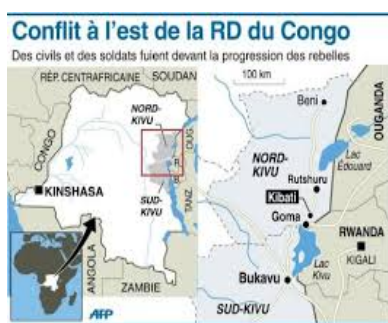 Conflit à l'est de la RD du Congo
Des civils et des soldats fuient devant la progression des rebelles
RÉP. CENTRAFRICAINE
SOUDAN
NORD-
KIVU
CONGO
OUG.
R.
B.
KINSHASA
SUD-
KIVU
TANZ.
ANGOLA
ZAMBIE
AFP
100 km
Beni
OUGANDA
NORD-
KIVU
Lac
Édouard
Rutshuru
Kibati
Goma
RWANDA
KIGALI
Bukavu
Lac
Kivu
SUD-KIVU